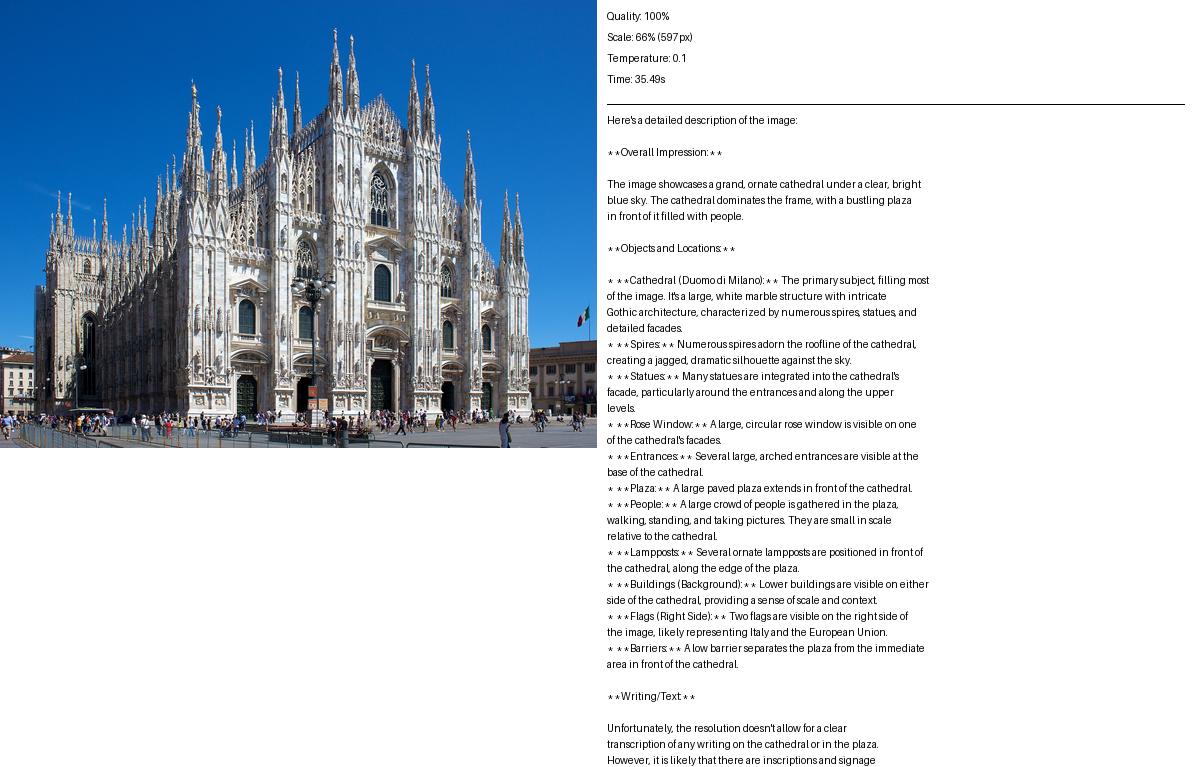 Quality: 100%
Scale: 66% (597px)
Temperature: 0.1
Time: 35.49s
Here's a detailed description of the image:
**Overall Impression:**
The image showcases a grand, ornate cathedral under a clear, bright
blue sky. The cathedral dominates the frame, with a bustling plaza
in front of it filled with people.
**Objects and Locations:**
* **Cathedral (Duomo di Milano):** The primary subject, filling most
of the image. It's a large, white marble structure with intricate
Gothic architecture, characterized by numerous spires, statues, and
detailed facades.
* **Spires:** Numerous spires adorn the roofline of the cathedral,
creating a jagged, dramatic silhouette against the sky.
* **Statues:** Many statues are integrated into the cathedral's
facade, particularly around the entrances and along the upper
levels.
* **Rose Window:** A large, circular rose window is visible on one
of the cathedral's facades.
* **Entrances:** Several large, arched entrances are visible at the
base of the cathedral.
* **Plaza:** A large paved plaza extends in front of the cathedral.
* **People:** A large crowd of people is gathered in the plaza,
walking, standing, and taking pictures. They are small in scale
relative to the cathedral.
* **Lampposts:** Several ornate lampposts are positioned in front of
the cathedral, along the edge of the plaza.
* **Buildings (Background):** Lower buildings are visible on either
side of the cathedral, providing a sense of scale and context.
* **Flags (Right Side):** Two flags are visible on the right side of
the image, likely representing Italy and the European Union.
* **Barriers:** A low barrier separates the plaza from the immediate
area in front of the cathedral.
**Writing/Text:**
Unfortunately, the resolution doesn't allow for a clear
transcription of any writing on the cathedral or in the plaza.
However, it is likely that there are inscriptions and signage